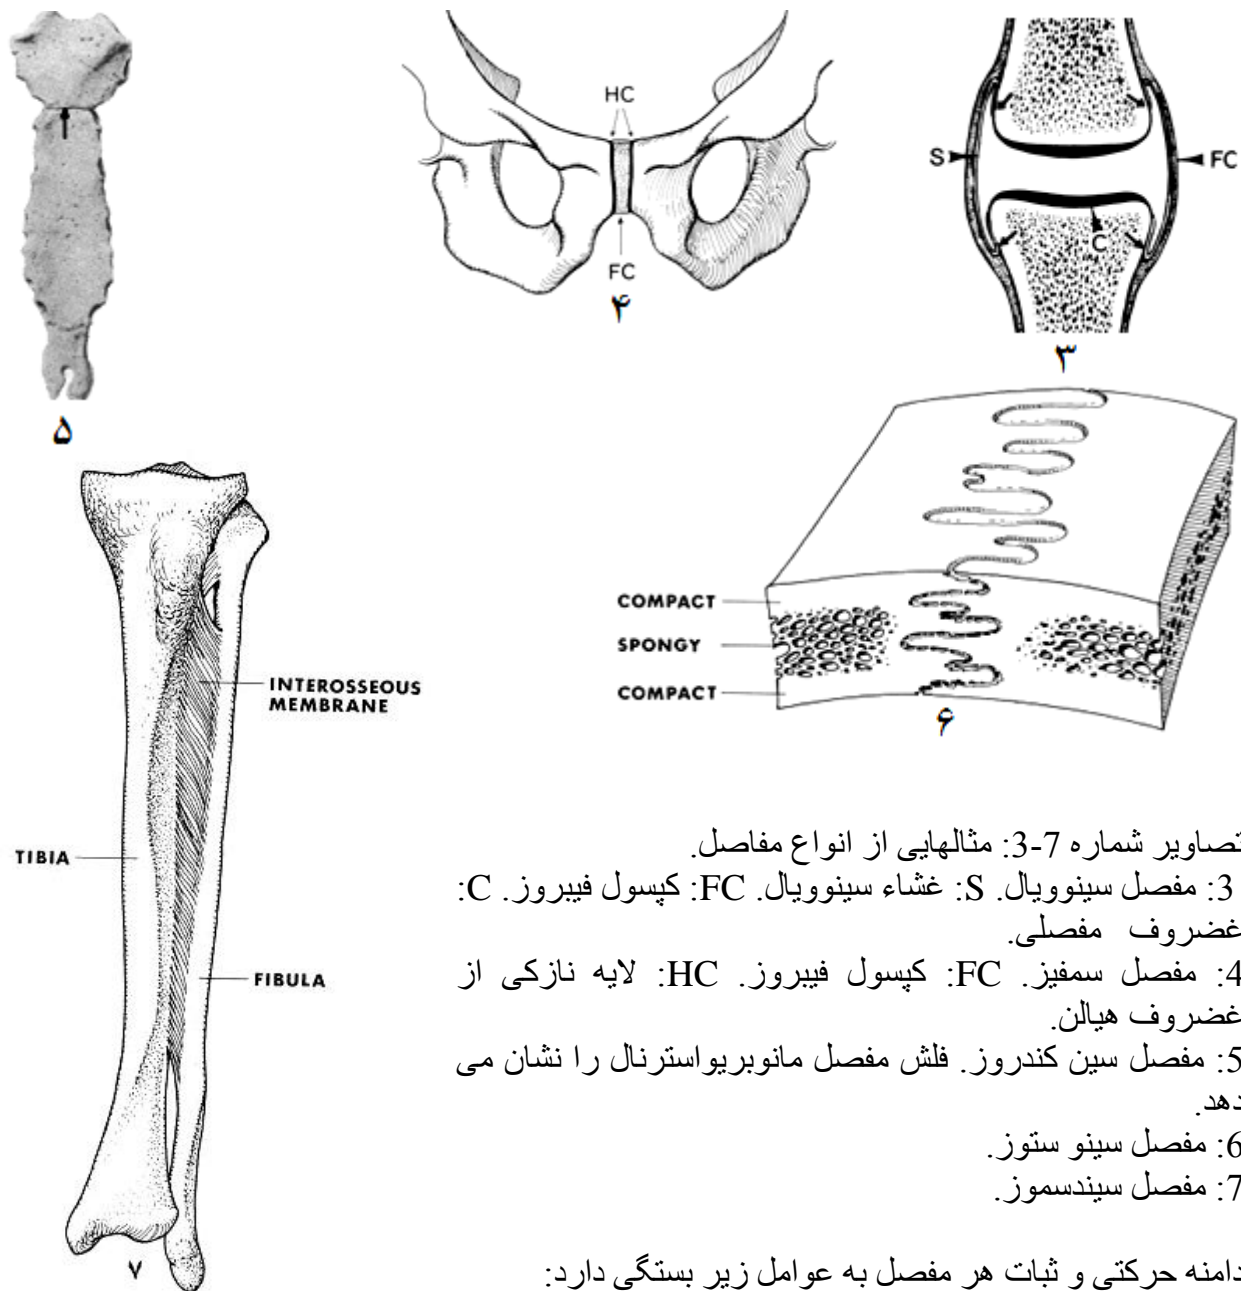 HC
FC
۴
S
FC
C
۳
۵
COMPACT
SPONGY
COMPACT
۶
INTEROSSEOUS
MEMBRANE
TIBIA
FIBULA
۷
تصاویر شماره 7-3: مثالهایی از انواع مفاصل.
3: مفصل سینوویال. S: غشاء سینوویال. FC: کپسول فیبروز. C:
غضروف مفصلی.
4: مفصل سمفیز. FC: کپسول فیبروز. HC: لایه نازکی از
غضروف هیالن.
5: مفصل سین کندروز. فلش مفصل مانوبریواسترنال را نشان می
دهد.
6: مفصل سینو ستوز.
7: مفصل سیندسموز.
دامنه حرکتی و ثبات هر مفصل به عوامل زیر بستگی دارد: